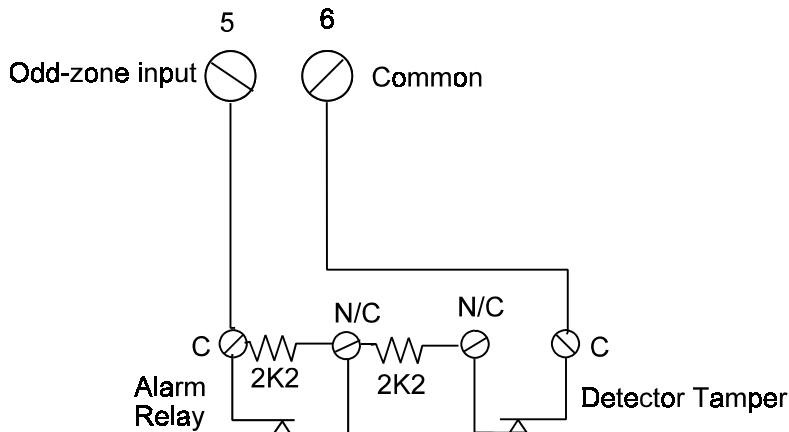 5 6
Odd-zone input Common
N/C N/C
C C
2K2 2K2
Alarm
Relay
Detector Tamper